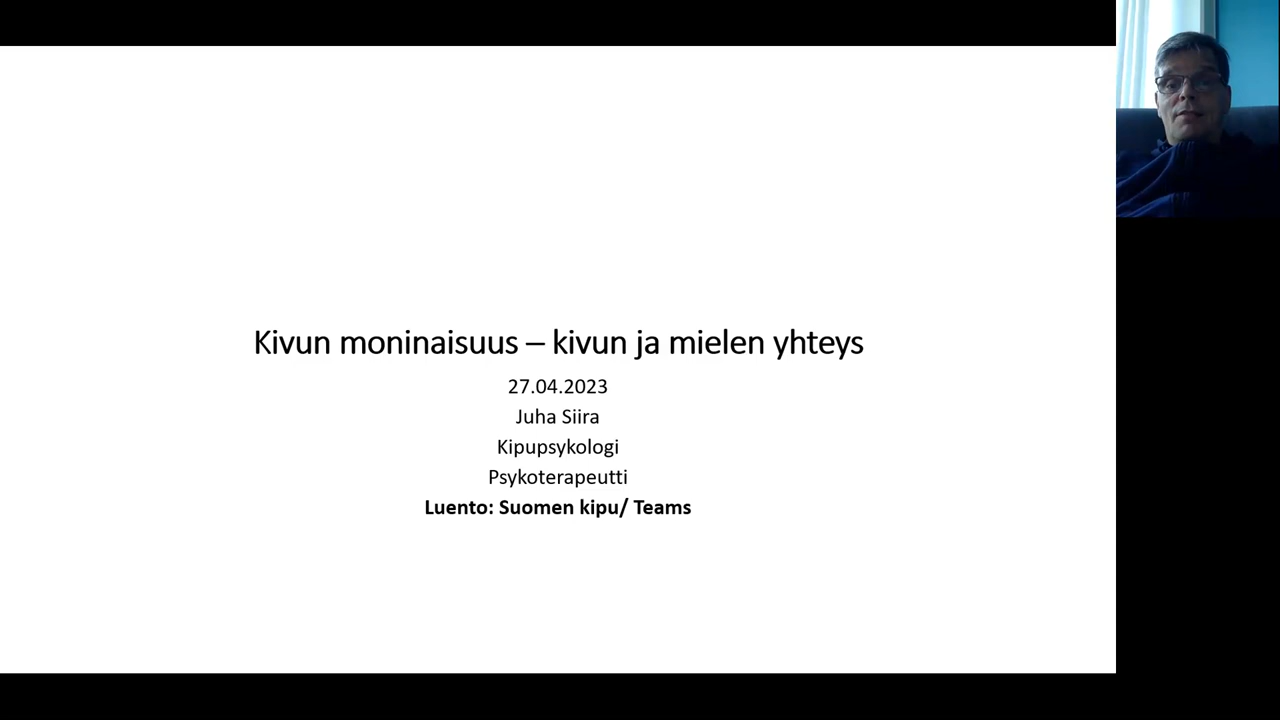 Kivun moninaisuus – kivun ja mielen yhteys
27.04.2023
Juha Siira
Kipupsykologi
Psykoterapeutti
Luento: Suomen kipu/ Teams